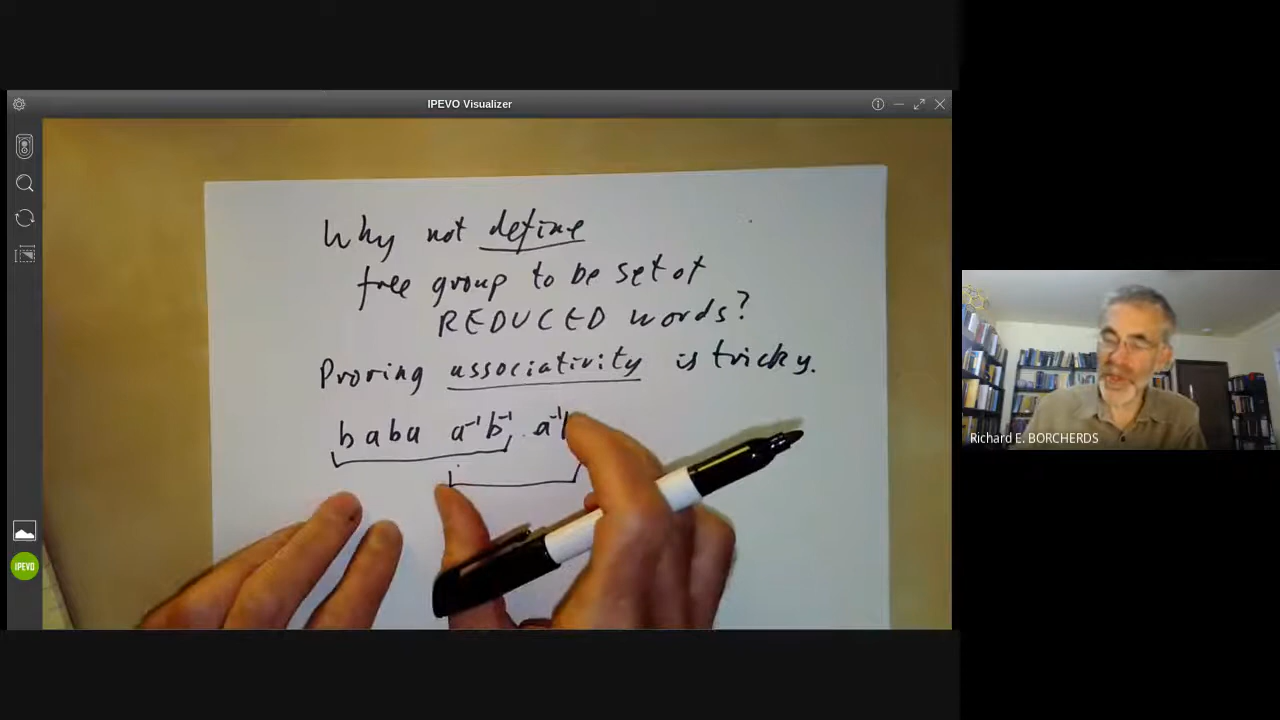 IPEVO Visualizer
Why not define
free group to be set of
REDUCED words?
Proving associativity is tricky.
b a b a a⁻¹ b⁻¹, . a⁻¹
IPEVO
Richard E. BORCHERDS